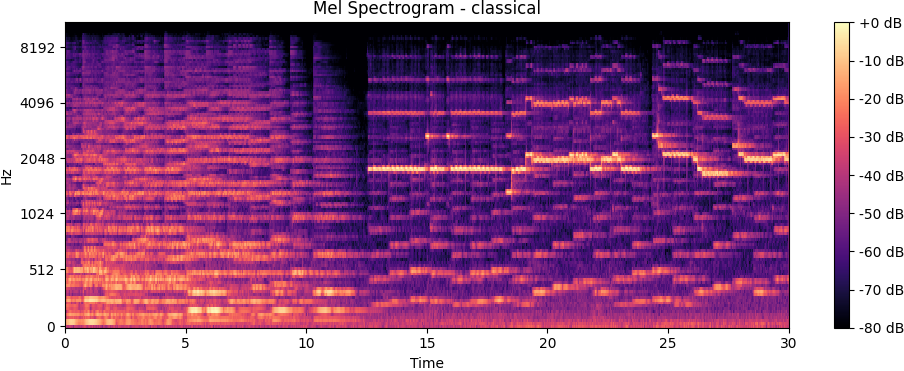 Mel Spectrogram - classical
Hz
8192
4096
2048
1024
512
0
0 5 10 15 20 25 30
Time
+0 dB
-10 dB
-20 dB
-30 dB
-40 dB
-50 dB
-60 dB
-70 dB
-80 dB